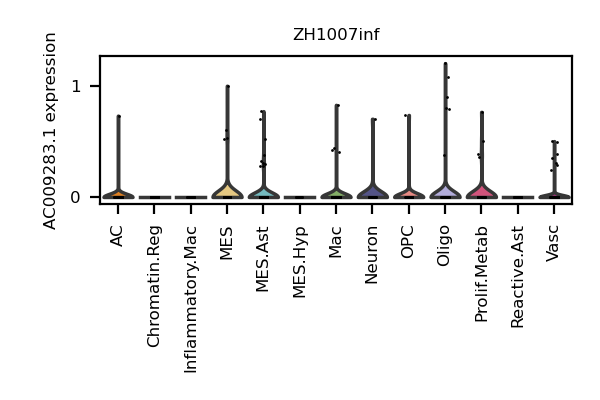 ZH1007inf
AC009283.1 expression
1
0
AC
Chromatin.Reg
Inflammatory.Mac
MES
MES.Ast
MES.Hyp
Mac
Neuron
OPC
Oligo
Prolif.Metab
Reactive.Ast
Vasc